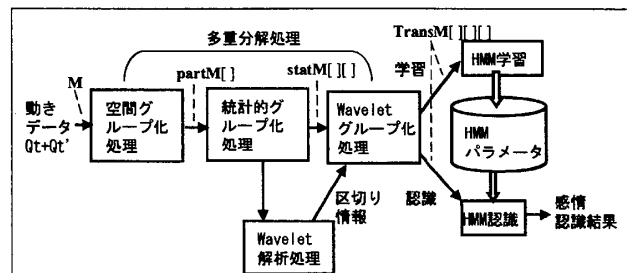 多重分解処理
TransM[][][]
M
partM[]
statM[][]
学習
HMM学習
動き
データ
Qt+Qt'
空間グ
ループ化
処理
統計的グ
ループ化
処理
Wavelet
グループ化
処理
HMM
パラメータ
区切り
情報
認識
Wavelet
解析処理
HMM認識
感情
認識結果